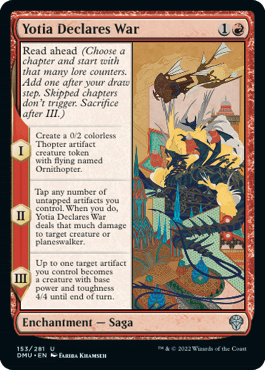 Yotia Declares War 1
Read ahead (Choose a
chapter and start with
that many lore counters.
Add one after your draw
step. Skipped chapters
don't trigger. Sacrifice
after III.)
I
Create a 0/2 colorless
Thopter artifact
creature token
with flying named
Ornithopter.
II
Tap any number of
untapped artifacts you
control. When you do,
Yotia Declares War
deals that much damage
to target creature or
planeswalker.
III
Up to one target artifact
you control becomes a
creature with base
power and toughness
4/4 until end of turn.
Enchantment — Saga
153/281 U
DMU • EN Fariba Khamseh
™ & © 2022 Wizards of the Coast